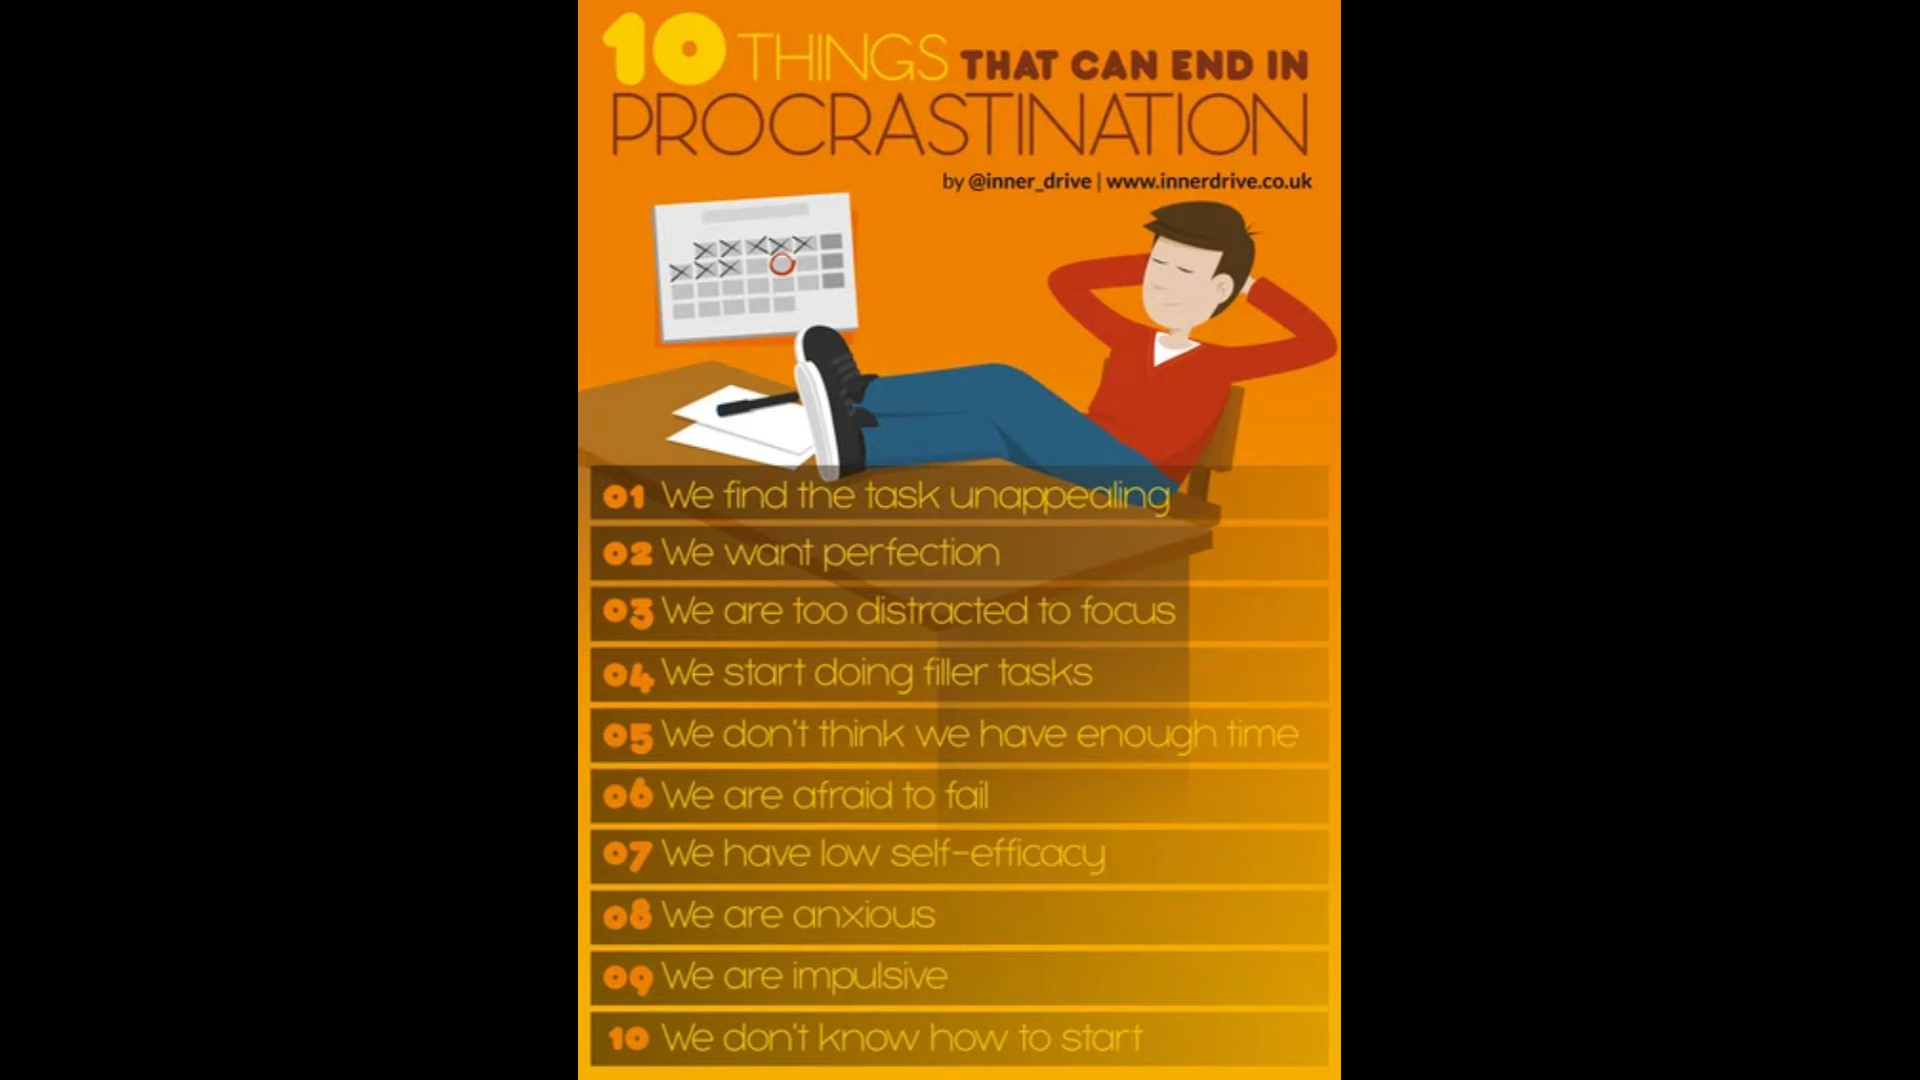 10 THINGS THAT CAN END IN
PROCRASTINATION
by @inner_drive | www.innerdrive.co.uk
01 We find the task unappealing
02 We want perfection
03 We are too distracted to focus
04 We start doing filler tasks
05 We don't think we have enough time
06 We are afraid to fail
07 We have low self-efficacy
08 We are anxious
09 We are impulsive
10 We don't know how to start